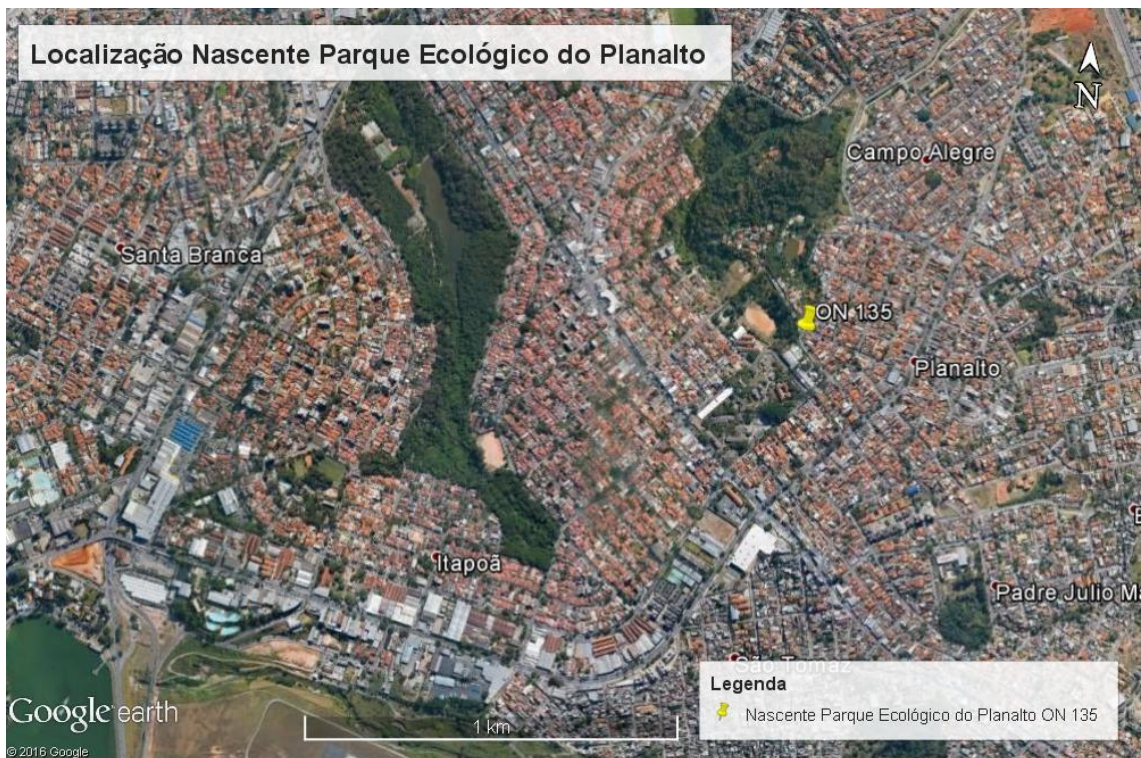 Localização Nascente Parque Ecológico do Planalto
N
Campo Alegre
Santa Branca
ON 135
Planalto
Itapoã
Padre Julio Ma
São Tomaz
Legenda
Nascente Parque Ecológico do Planalto ON 135
Google earth
1 km
© 2016 Google